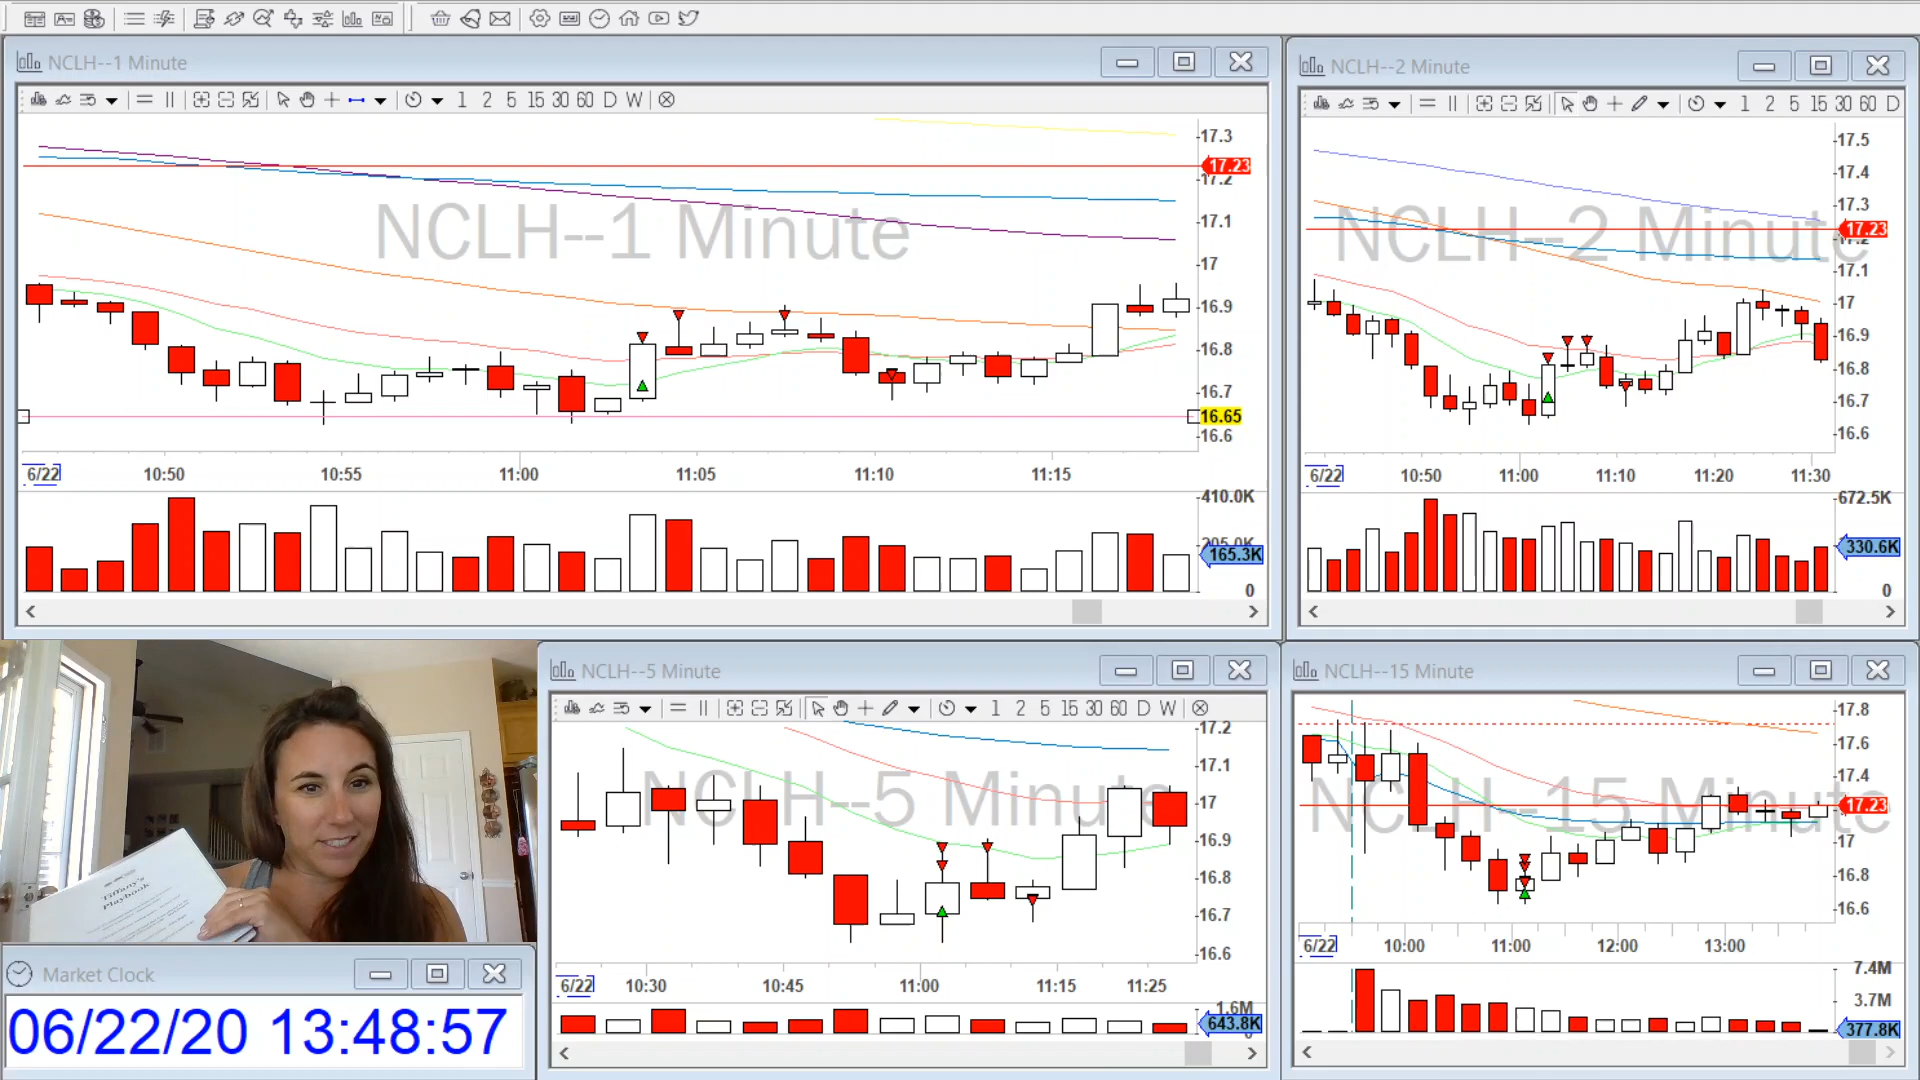 NCLH--1 Minute
1 2 5 15 30 60 D W
NCLH--1 Minute
17.3
17.23
17.2
17.1
17
16.9
16.8
16.7
16.65
16.6
6/22 10:50 10:55 11:00 11:05 11:10 11:15
410.0K
205.0K
165.3K
0
NCLH--2 Minute
1 2 5 15 30 60 D
NCLH--2 Minute
17.5
17.4
17.3
17.23
17.2
17.1
17
16.9
16.8
16.7
16.6
6/22 10:50 11:00 11:10 11:20 11:30
672.5K
330.6K
0
Tiffany's
Playbook
Market Clock
06/22/20 13:48:57
NCLH--5 Minute
1 2 5 15 30 60 D W
NCLH--5 Minute
17.2
17.1
17
16.9
16.8
16.7
16.6
6/22 10:30 10:45 11:00 11:15 11:25
1.6M
643.8K
0
NCLH--15 Minute
NCLH--15 Minute
17.8
17.6
17.4
17.23
17
16.8
16.6
6/22 10:00 11:00 12:00 13:00
7.4M
3.7M
377.8K